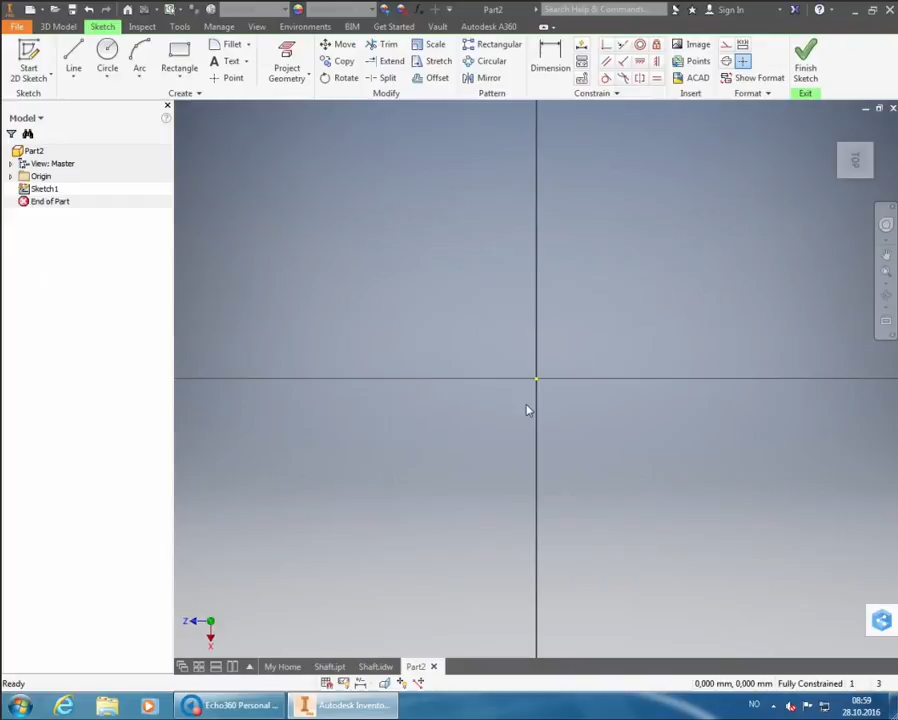 Part2
Search Help & Commands...
Sign In
File
3D Model
Sketch
Inspect
Tools
Manage
View
Environments
BIM
Get Started
Vault
Autodesk A360
Start
2D Sketch
Line
Circle
Arc
Rectangle
Fillet
Text
Point
Project
Geometry
Move
Copy
Rotate
Trim
Extend
Split
Scale
Stretch
Offset
Rectangular
Circular
Mirror
Dimension
Image
Points
ACAD
Show Format
Finish
Sketch
Sketch
Create
Modify
Pattern
Constrain
Insert
Format
Exit
Model
Part2
View: Master
Origin
Sketch1
End of Part
TOP
Z
X
My Home
Shaft.ipt
Shaft.idw
Part2
Ready
0,000 mm, 0,000 mm
Fully Constrained
1
3
Echo360 Personal ...
Autodesk Invento...
NO
08:59
28.10.2016